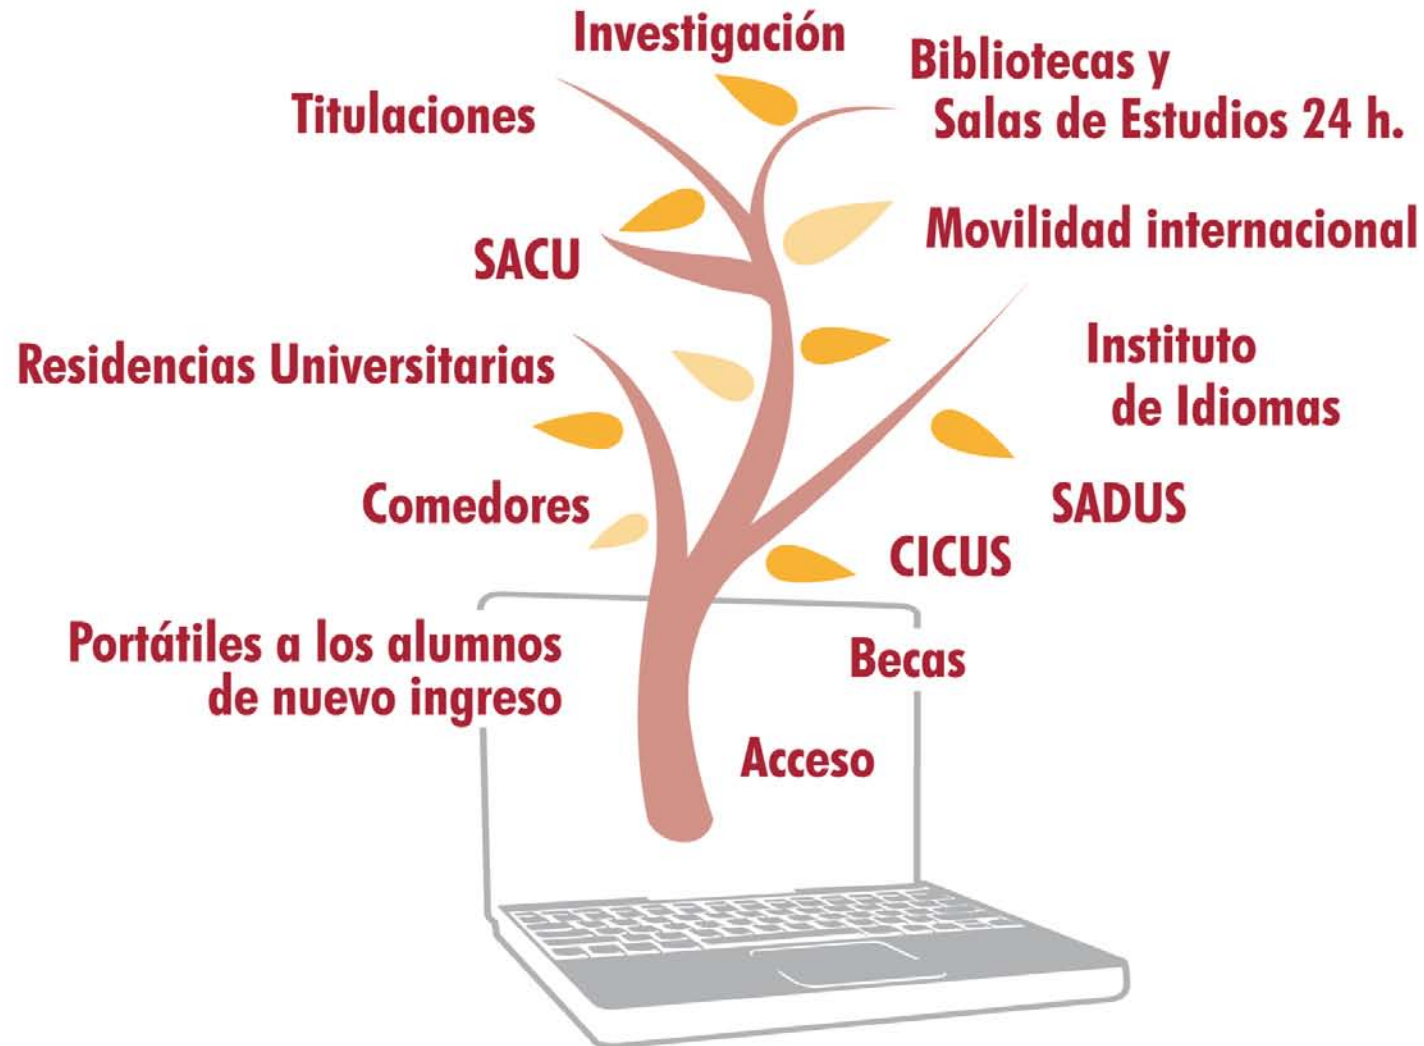 Investigación
Bibliotecas y
Salas de Estudios 24 h.
Titulaciones
Movilidad internacional
SACU
Residencias Universitarias
Instituto
de Idiomas
Comedores
SADUS
CICUS
Portátiles a los alumnos
de nuevo ingreso
Becas
Acceso